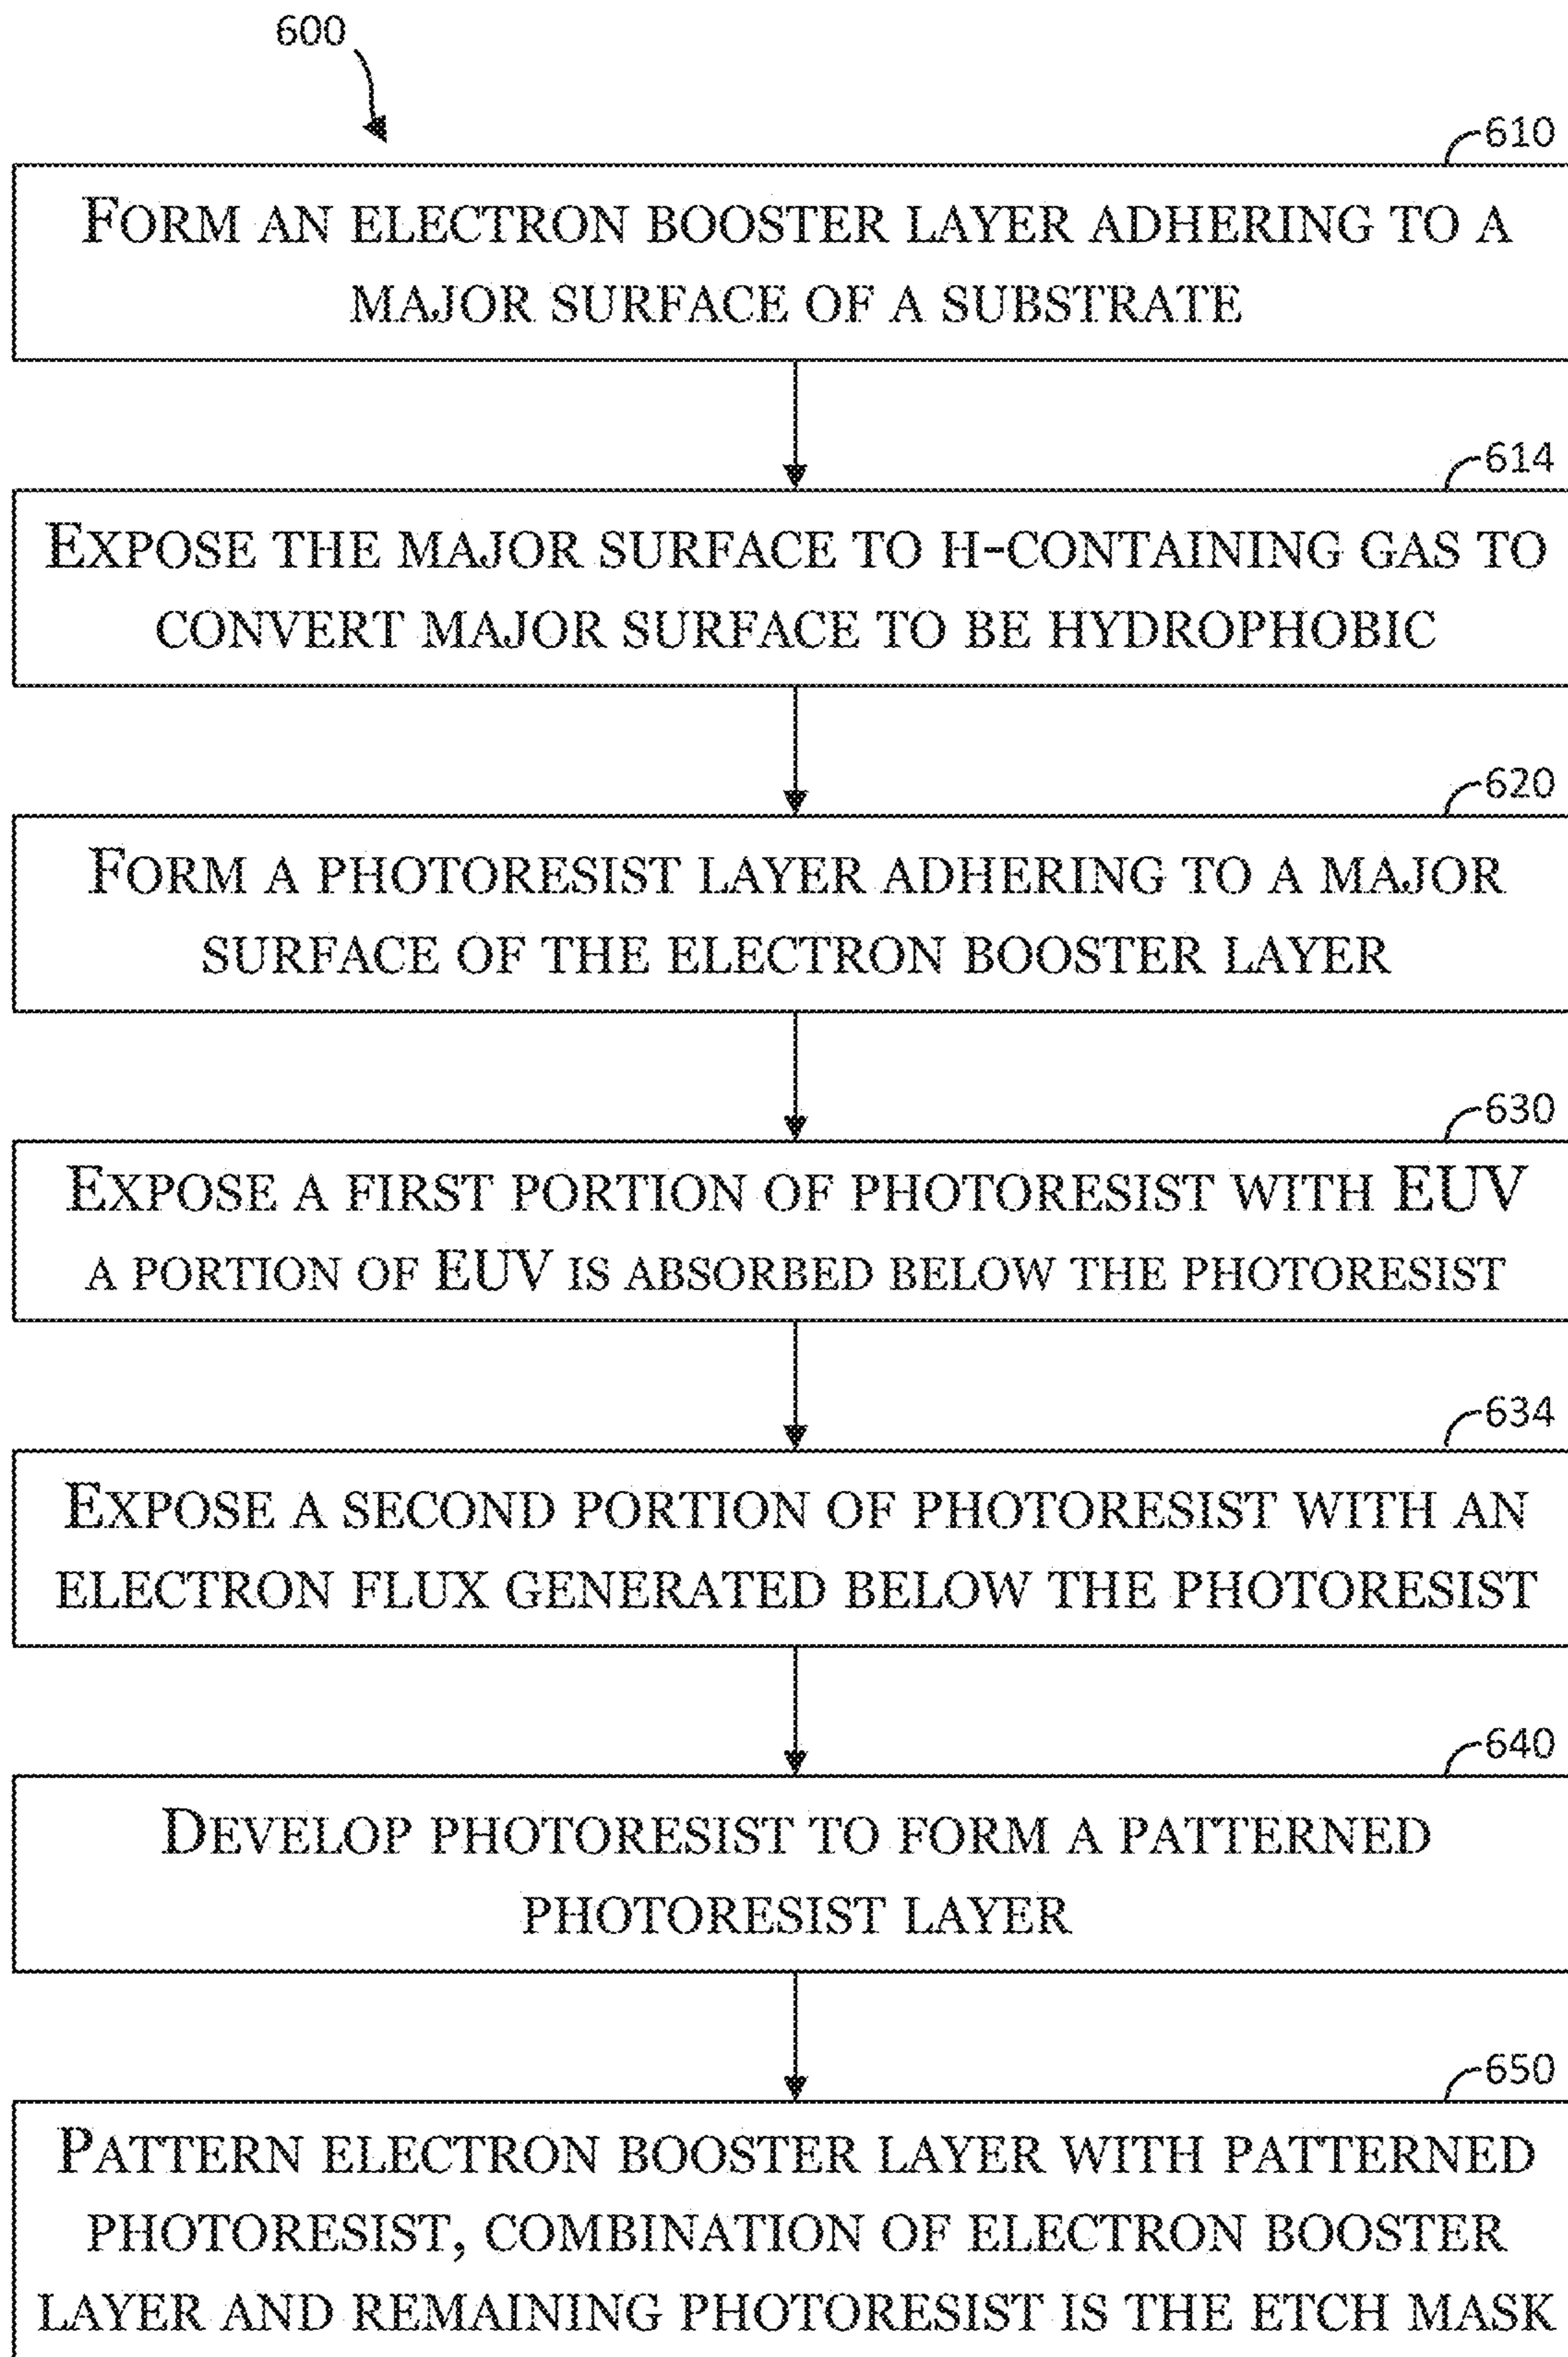 600
610
FORM AN ELECTRON BOOSTER LAYER ADHERING TO A
MAJOR SURFACE OF A SUBSTRATE
614
EXPOSE THE MAJOR SURFACE TO H-CONTAINING GAS TO
CONVERT MAJOR SURFACE TO BE HYDROPHOBIC
620
FORM A PHOTORESIST LAYER ADHERING TO A MAJOR
SURFACE OF THE ELECTRON BOOSTER LAYER
630
EXPOSE A FIRST PORTION OF PHOTORESIST WITH EUV
A PORTION OF EUV IS ABSORBED BELOW THE PHOTORESIST
634
EXPOSE A SECOND PORTION OF PHOTORESIST WITH AN
ELECTRON FLUX GENERATED BELOW THE PHOTORESIST
640
DEVELOP PHOTORESIST TO FORM A PATTERNED
PHOTORESIST LAYER
650
PATTERN ELECTRON BOOSTER LAYER WITH PATTERNED
PHOTORESIST, COMBINATION OF ELECTRON BOOSTER
LAYER AND REMAINING PHOTORESIST IS THE ETCH MASK